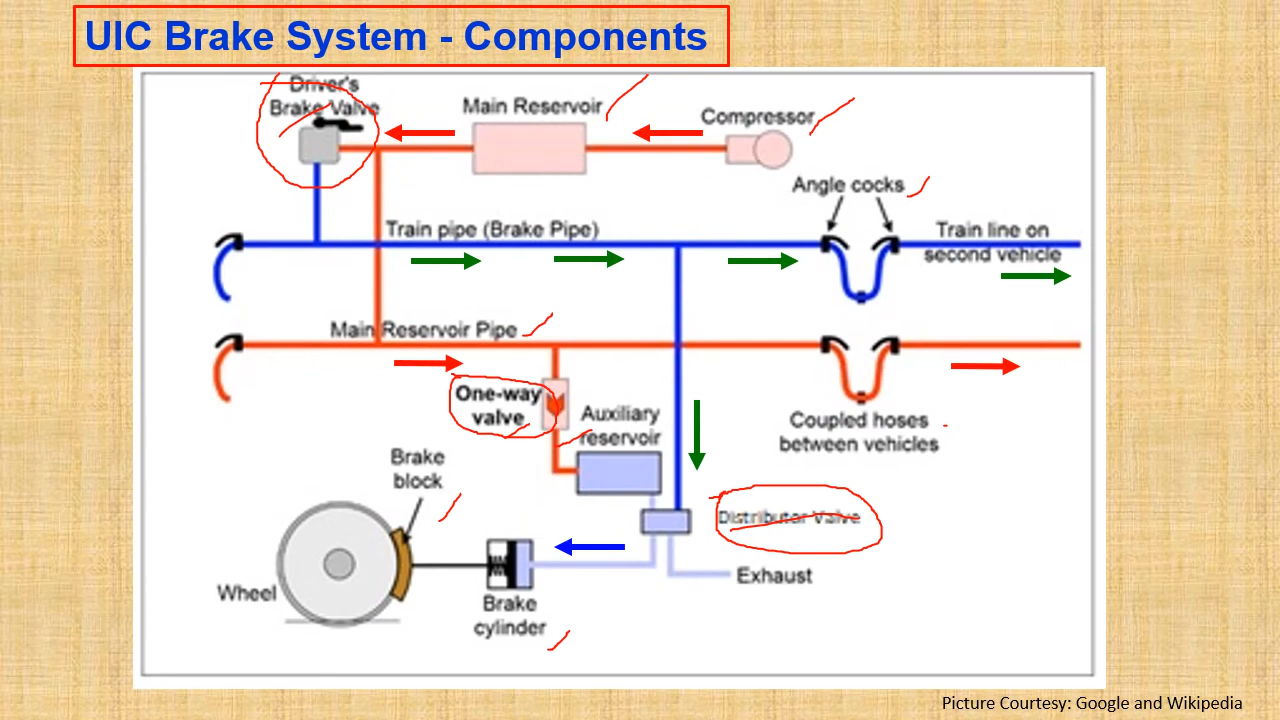 UIC Brake System - Components
Driver's
Brake Valve
Main Reservoir
Compressor
Angle cocks
Train pipe (Brake Pipe)
Train line on
second vehicle
Main Reservoir Pipe
One-way
valve
Auxiliary
reservoir
Coupled hoses
between vehicles
Brake
block
Distributor Valve
Wheel
Exhaust
Brake
cylinder
Picture Courtesy: Google and Wikipedia